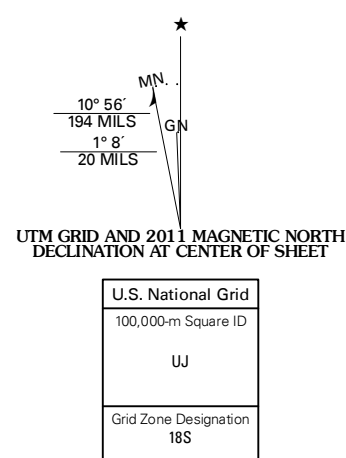 ★
MN
10° 56´
194 MILS
GN
1° 8´
20 MILS
UTM GRID AND 2011 MAGNETIC NORTH
DECLINATION AT CENTER OF SHEET
U.S. National Grid
100,000-m Square ID
UJ
Grid Zone Designation
18S